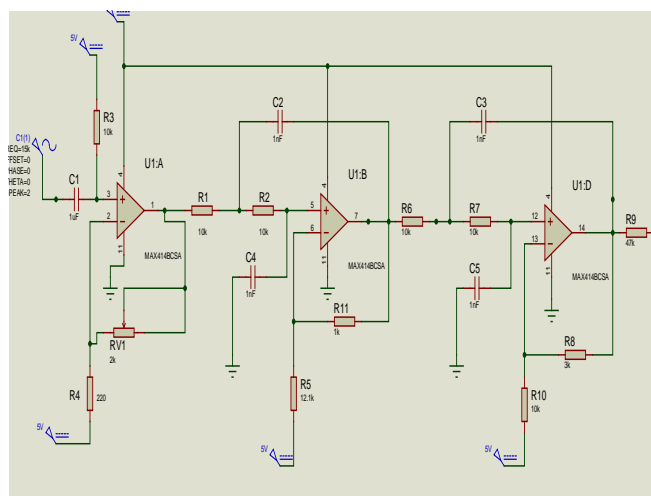 5V
C1(1)
REQ=15k
FFSET=0
HASE=0
HETA=0
PEAK=2
R3
10k
C1
1uF
U1:A
3
2
1
4
11
MAX414BCSA
RV1
2k
R4
220
5V
R1
10k
R2
10k
C2
1nF
C4
1nF
U1:B
5
6
7
4
11
MAX414BCSA
R11
1k
R5
12.1k
5V
R6
10k
R7
10k
C3
1nF
C5
1nF
U1:D
12
13
14
4
11
MAX414BCSA
R8
3k
R10
10k
5V
R9
47k